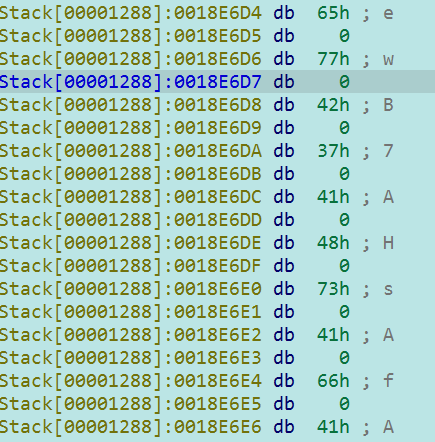 Stack[00001288]:0018E6D4 db 65h ; e
Stack[00001288]:0018E6D5 db 0
Stack[00001288]:0018E6D6 db 77h ; w
Stack[00001288]:0018E6D7 db 0
Stack[00001288]:0018E6D8 db 42h ; B
Stack[00001288]:0018E6D9 db 0
Stack[00001288]:0018E6DA db 37h ; 7
Stack[00001288]:0018E6DB db 0
Stack[00001288]:0018E6DC db 41h ; A
Stack[00001288]:0018E6DD db 0
Stack[00001288]:0018E6DE db 48h ; H
Stack[00001288]:0018E6DF db 0
Stack[00001288]:0018E6E0 db 73h ; s
Stack[00001288]:0018E6E1 db 0
Stack[00001288]:0018E6E2 db 41h ; A
Stack[00001288]:0018E6E3 db 0
Stack[00001288]:0018E6E4 db 66h ; f
Stack[00001288]:0018E6E5 db 0
Stack[00001288]:0018E6E6 db 41h ; A